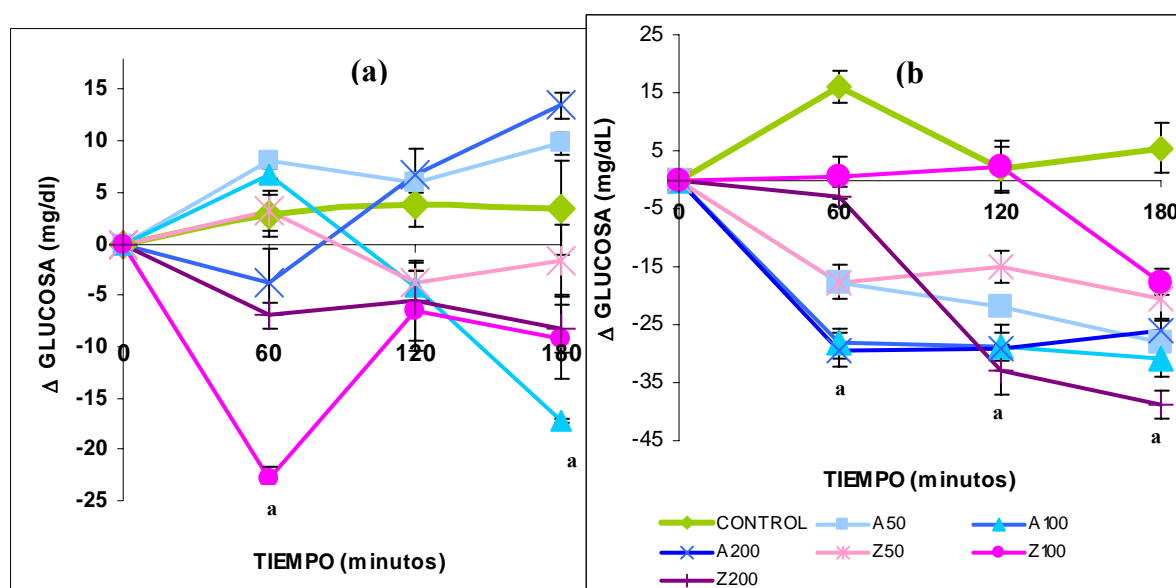 (a)
Δ GLUCOSA (mg/dl)
15
10
5
0
-5
-10
-15
-20
-25
0 60 120 180
a
a
TIEMPO (minutos)
(b
Δ GLUCOSA (mg/dL)
25
15
5
-5
-15
-25
-35
-45
0 60 120 180
a
a
a
TIEMPO (minutos)
CONTROL A50 A100
A200 Z50 Z100
Z200